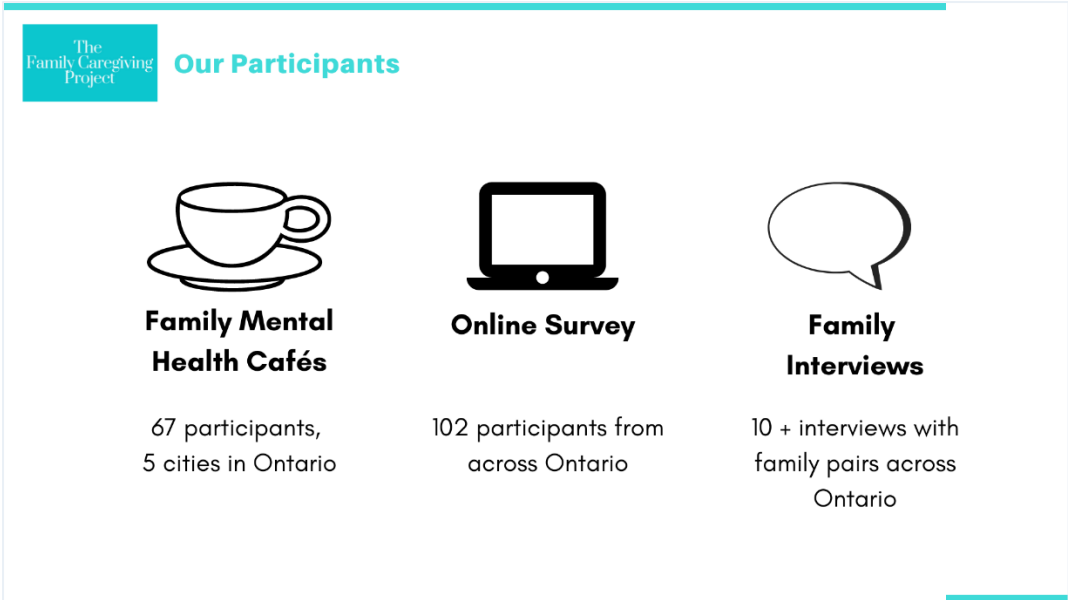 The
Family Caregiving
Project
Our Participants
Family Mental
Health Cafés
67 participants,
5 cities in Ontario
Online Survey
102 participants from
across Ontario
Family
Interviews
10 + interviews with
family pairs across
Ontario